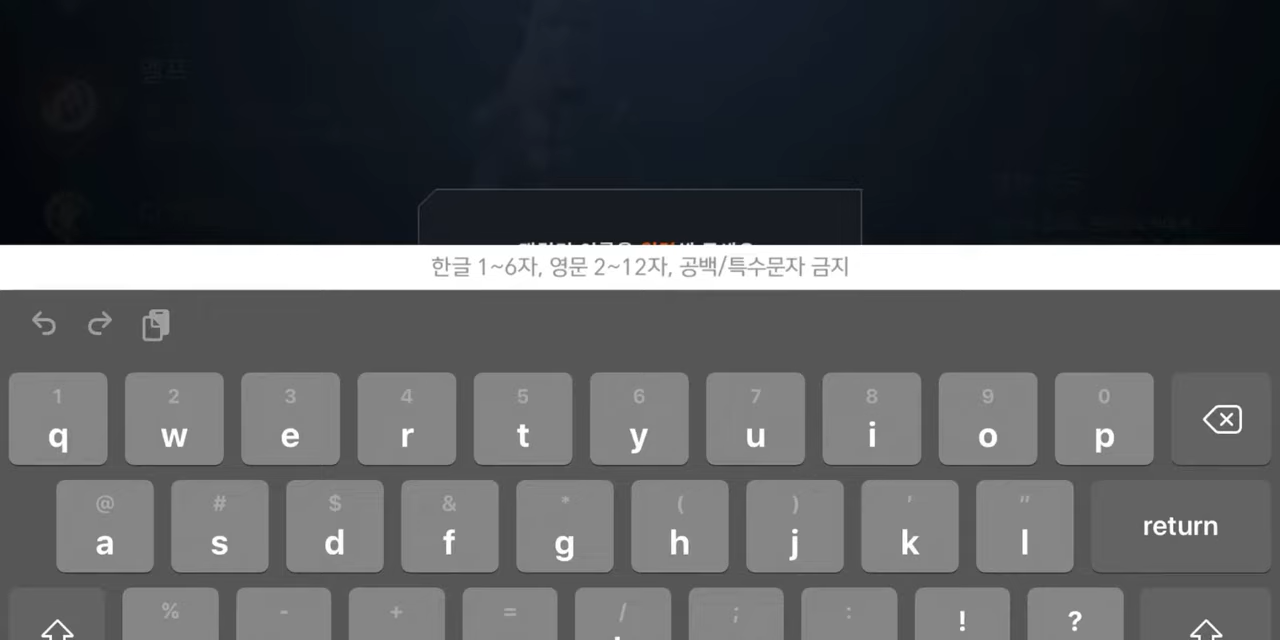 한글 1~6자, 영문 2~12자, 공백/특수문자 금지
1 2 3 4 5 6 7 8 9 0
q w e r t y u i o p
@ # $ & * ( ) ' "
a s d f g h j k l return
% - + = / ; : ! ?